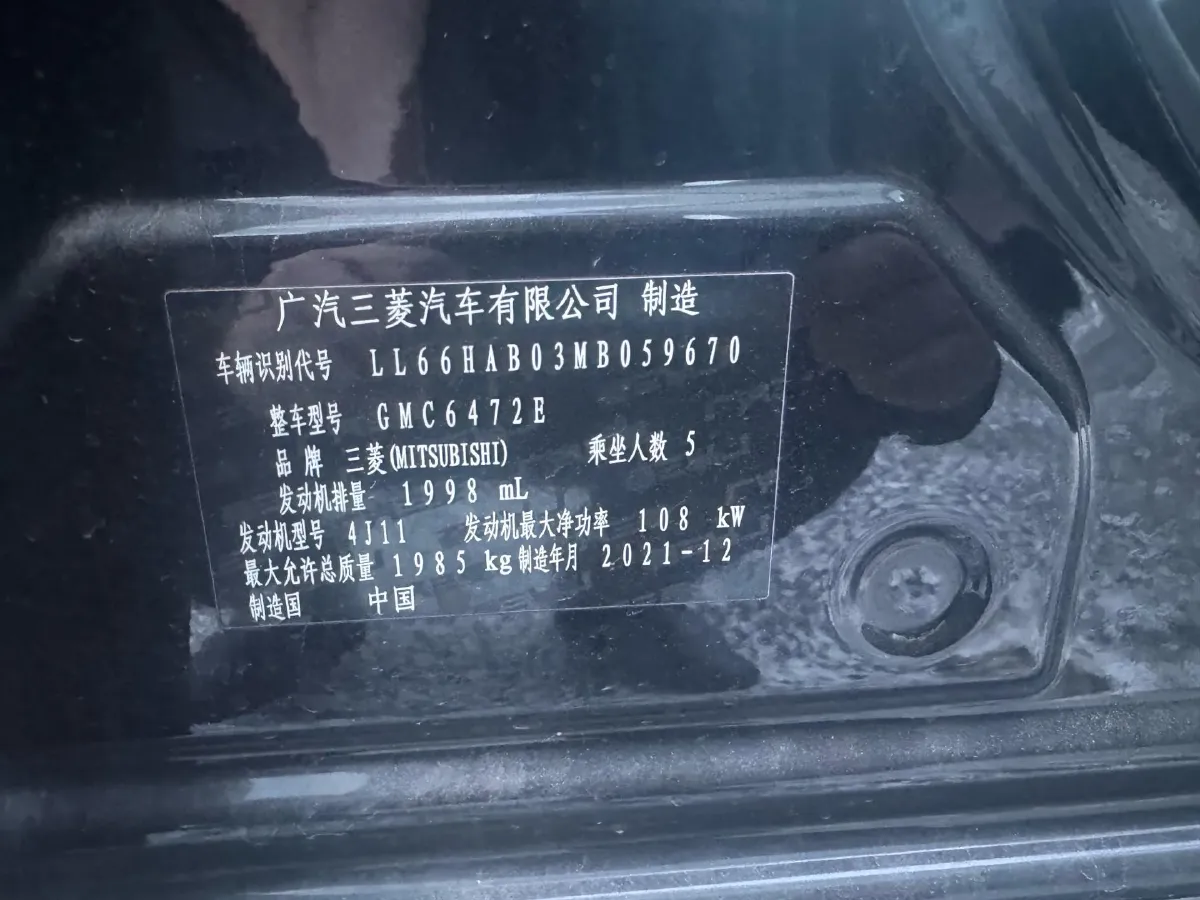 广汽三菱汽车有限公司 制造
车辆识别代号 LL66HAB03MB059670
整车型号 GMC6472E
品牌 三菱(MITSUBISHI) 乘坐人数 5
发动机排量 1998 mL
发动机型号 4J11 发动机最大净功率 108 kW
最大允许总质量 1985 kg 制造年月 2021-12
制造国 中国